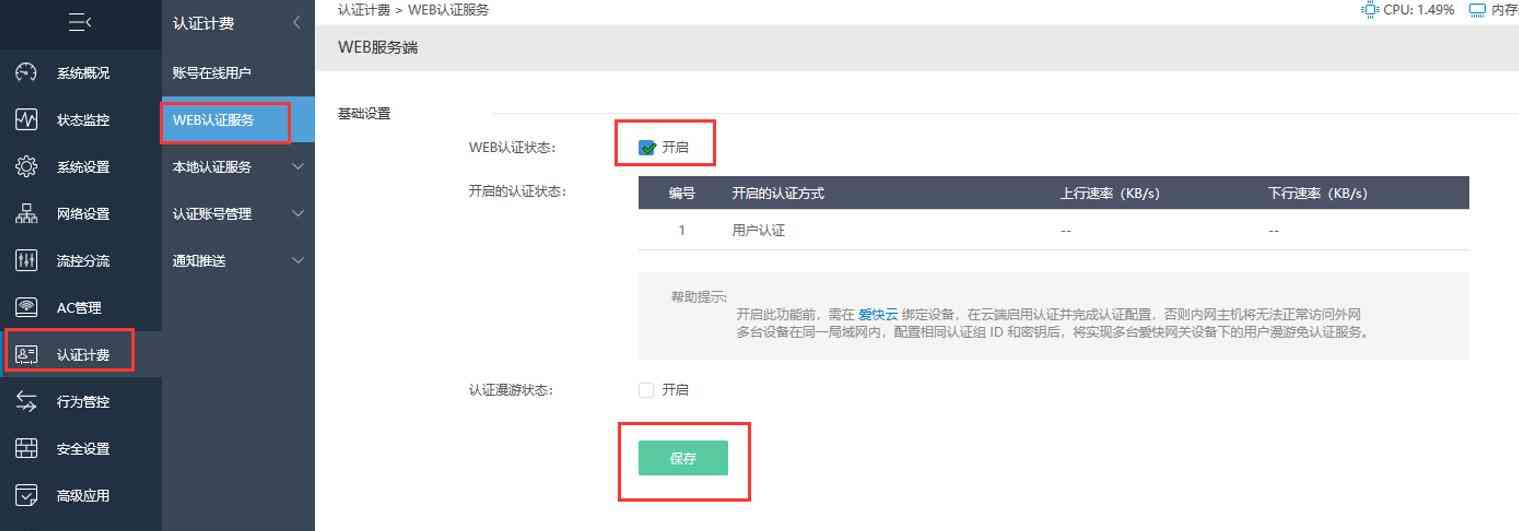 认证计费 > WEB认证服务
CPU: 1.49%
内存
认证计费
WEB服务端
系统概况
账号在线用户
状态监控
WEB认证服务
系统设置
本地认证服务
网络设置
认证账号管理
流控分流
通知推送
AC管理
认证计费
行为管控
安全设置
高级应用
基础设置
WEB认证状态：
开启
开启的认证状态：
编号 开启的认证方式 上行速率（KB/s） 下行速率（KB/s）
1 用户认证 -- --
帮助提示:
开启此功能前，需在 爱快云 绑定设备，在云端启用认证并完成认证配置，否则内网主机将无法正常访问外网
多台设备在同一局域网内，配置相同认证组 ID 和密钥后，将实现多台爱快网关设备下的用户漫游免认证服务。
认证漫游状态：
开启
保存